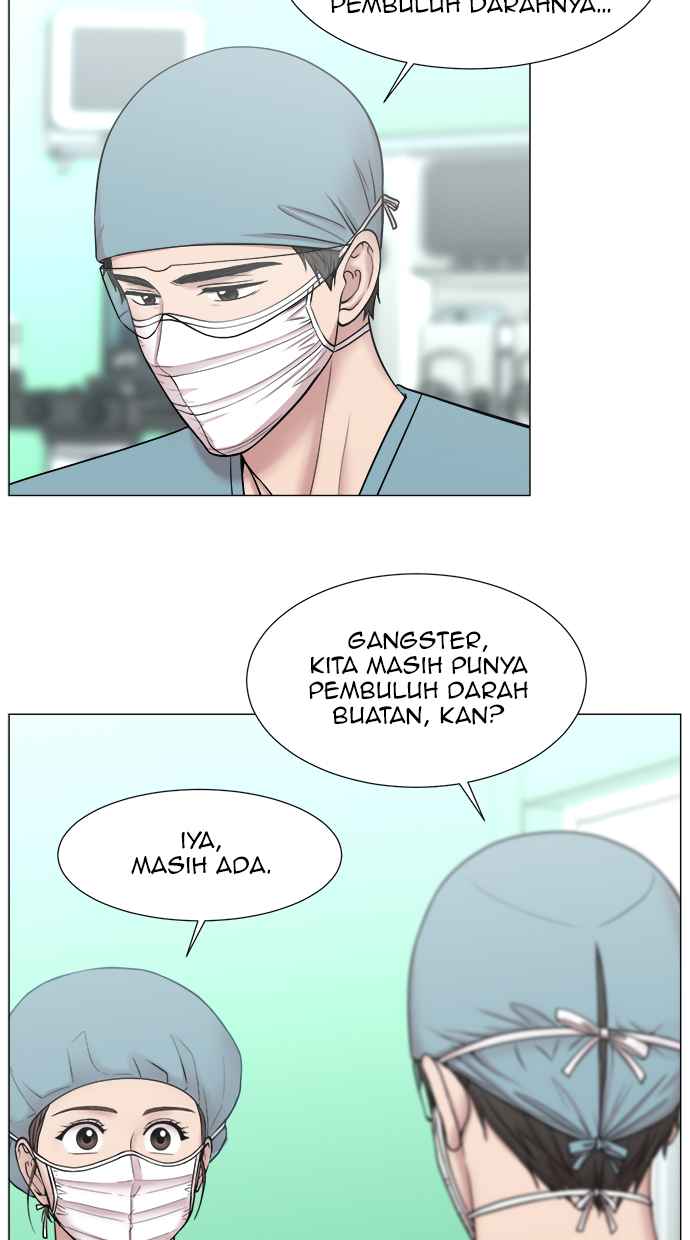 PEMBULUH DARAHNYA...
GANGSTER,
KITA MASIH PUNYA
PEMBULUH DARAH
BUATAN, KAN?
IYA,
MASIH ADA.